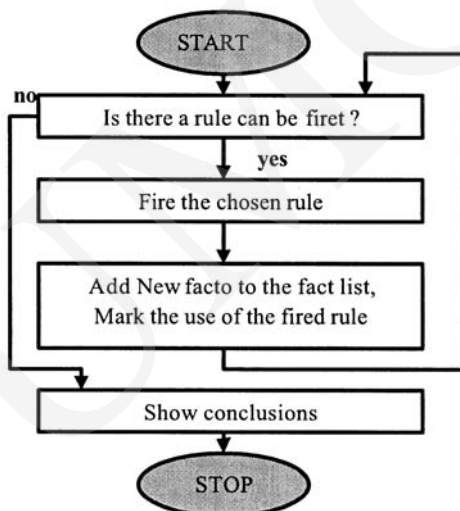 START
no
Is there a rule can be firet ?
yes
Fire the chosen rule
Add New facto to the fact list,
Mark the use of the fired rule
Show conclusions
STOP